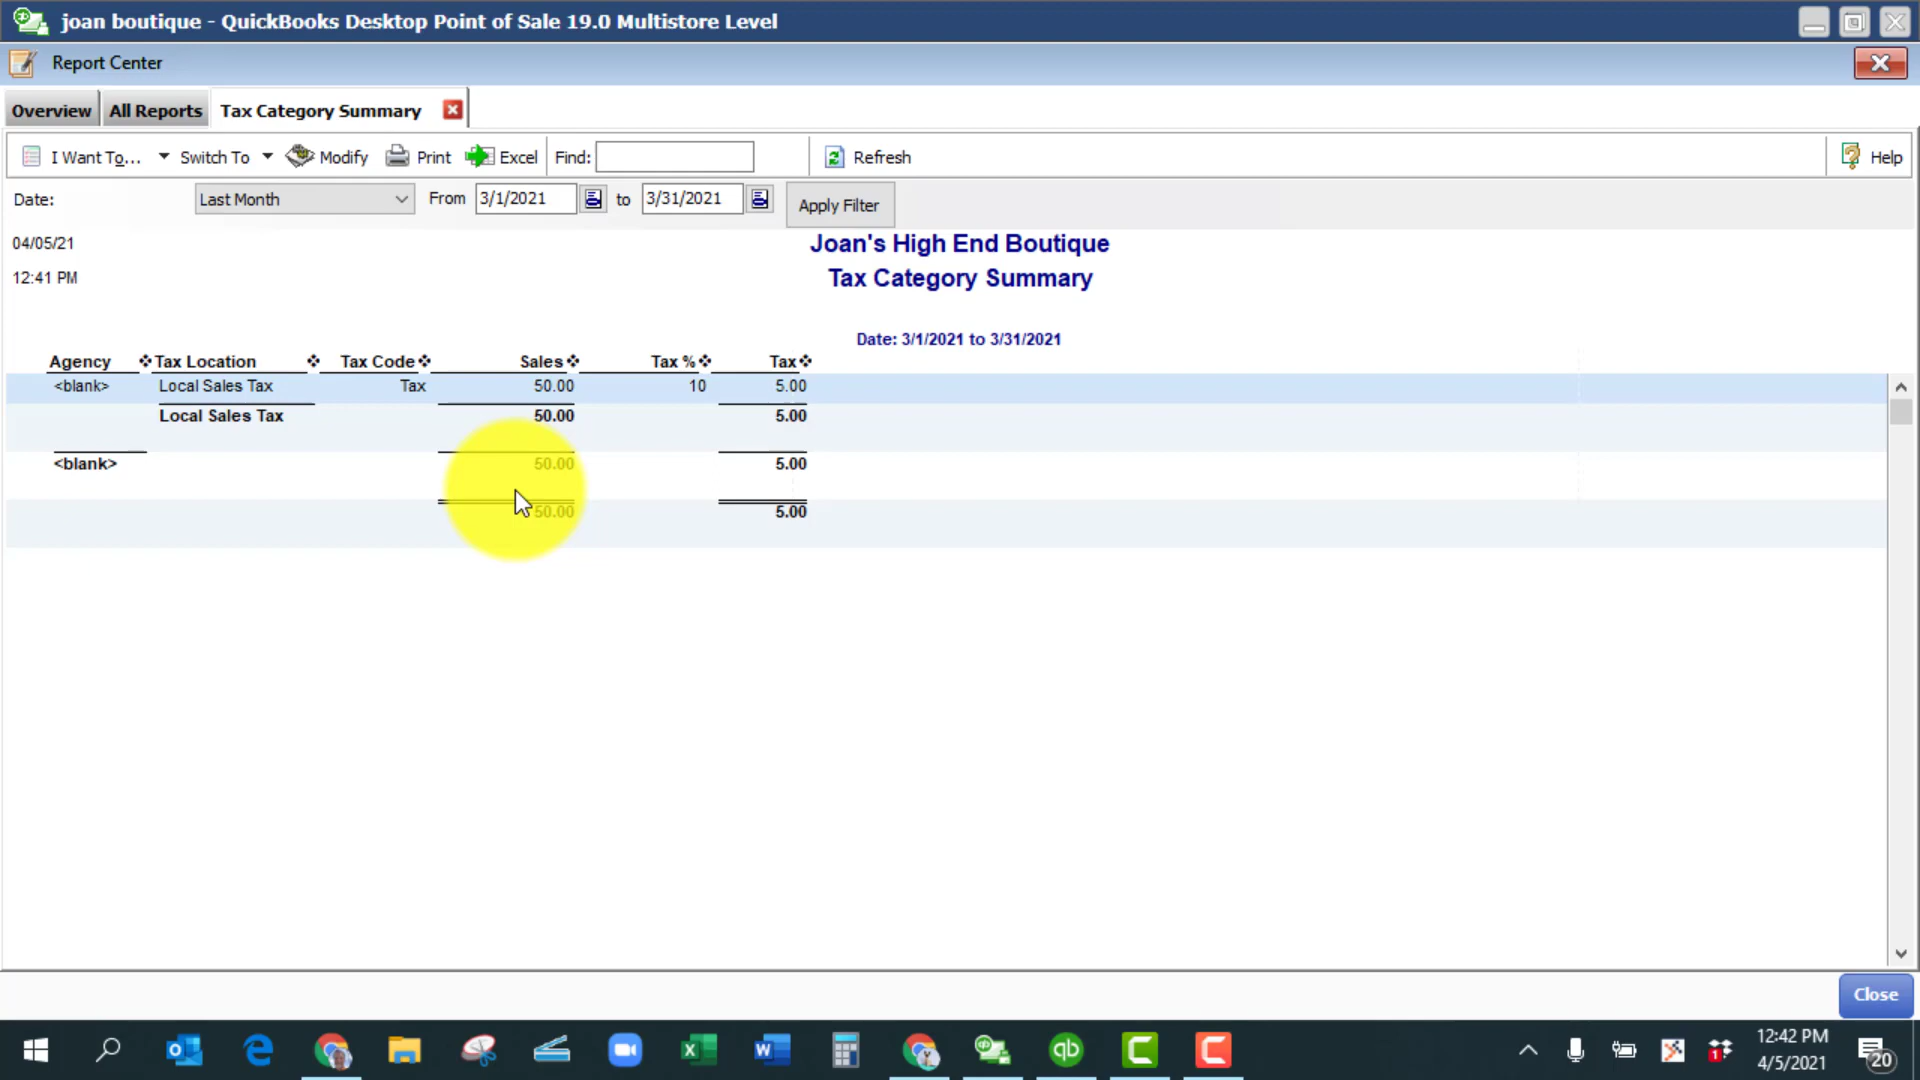 joan boutique - QuickBooks Desktop Point of Sale 19.0 Multistore Level
Report Center
Overview All Reports Tax Category Summary
I Want To... Switch To Modify Print Excel Find: Refresh Help
Date: Last Month From 3/1/2021 to 3/31/2021 Apply Filter
04/05/21 Joan's High End Boutique
12:41 PM Tax Category Summary
Date: 3/1/2021 to 3/31/2021
Agency Tax Location Tax Code Sales Tax % Tax
<blank> Local Sales Tax Tax 50.00 10 5.00
Local Sales Tax 50.00 5.00
<blank> 50.00 5.00
50.00 5.00
Close
12:42 PM
4/5/2021
20
1
qb